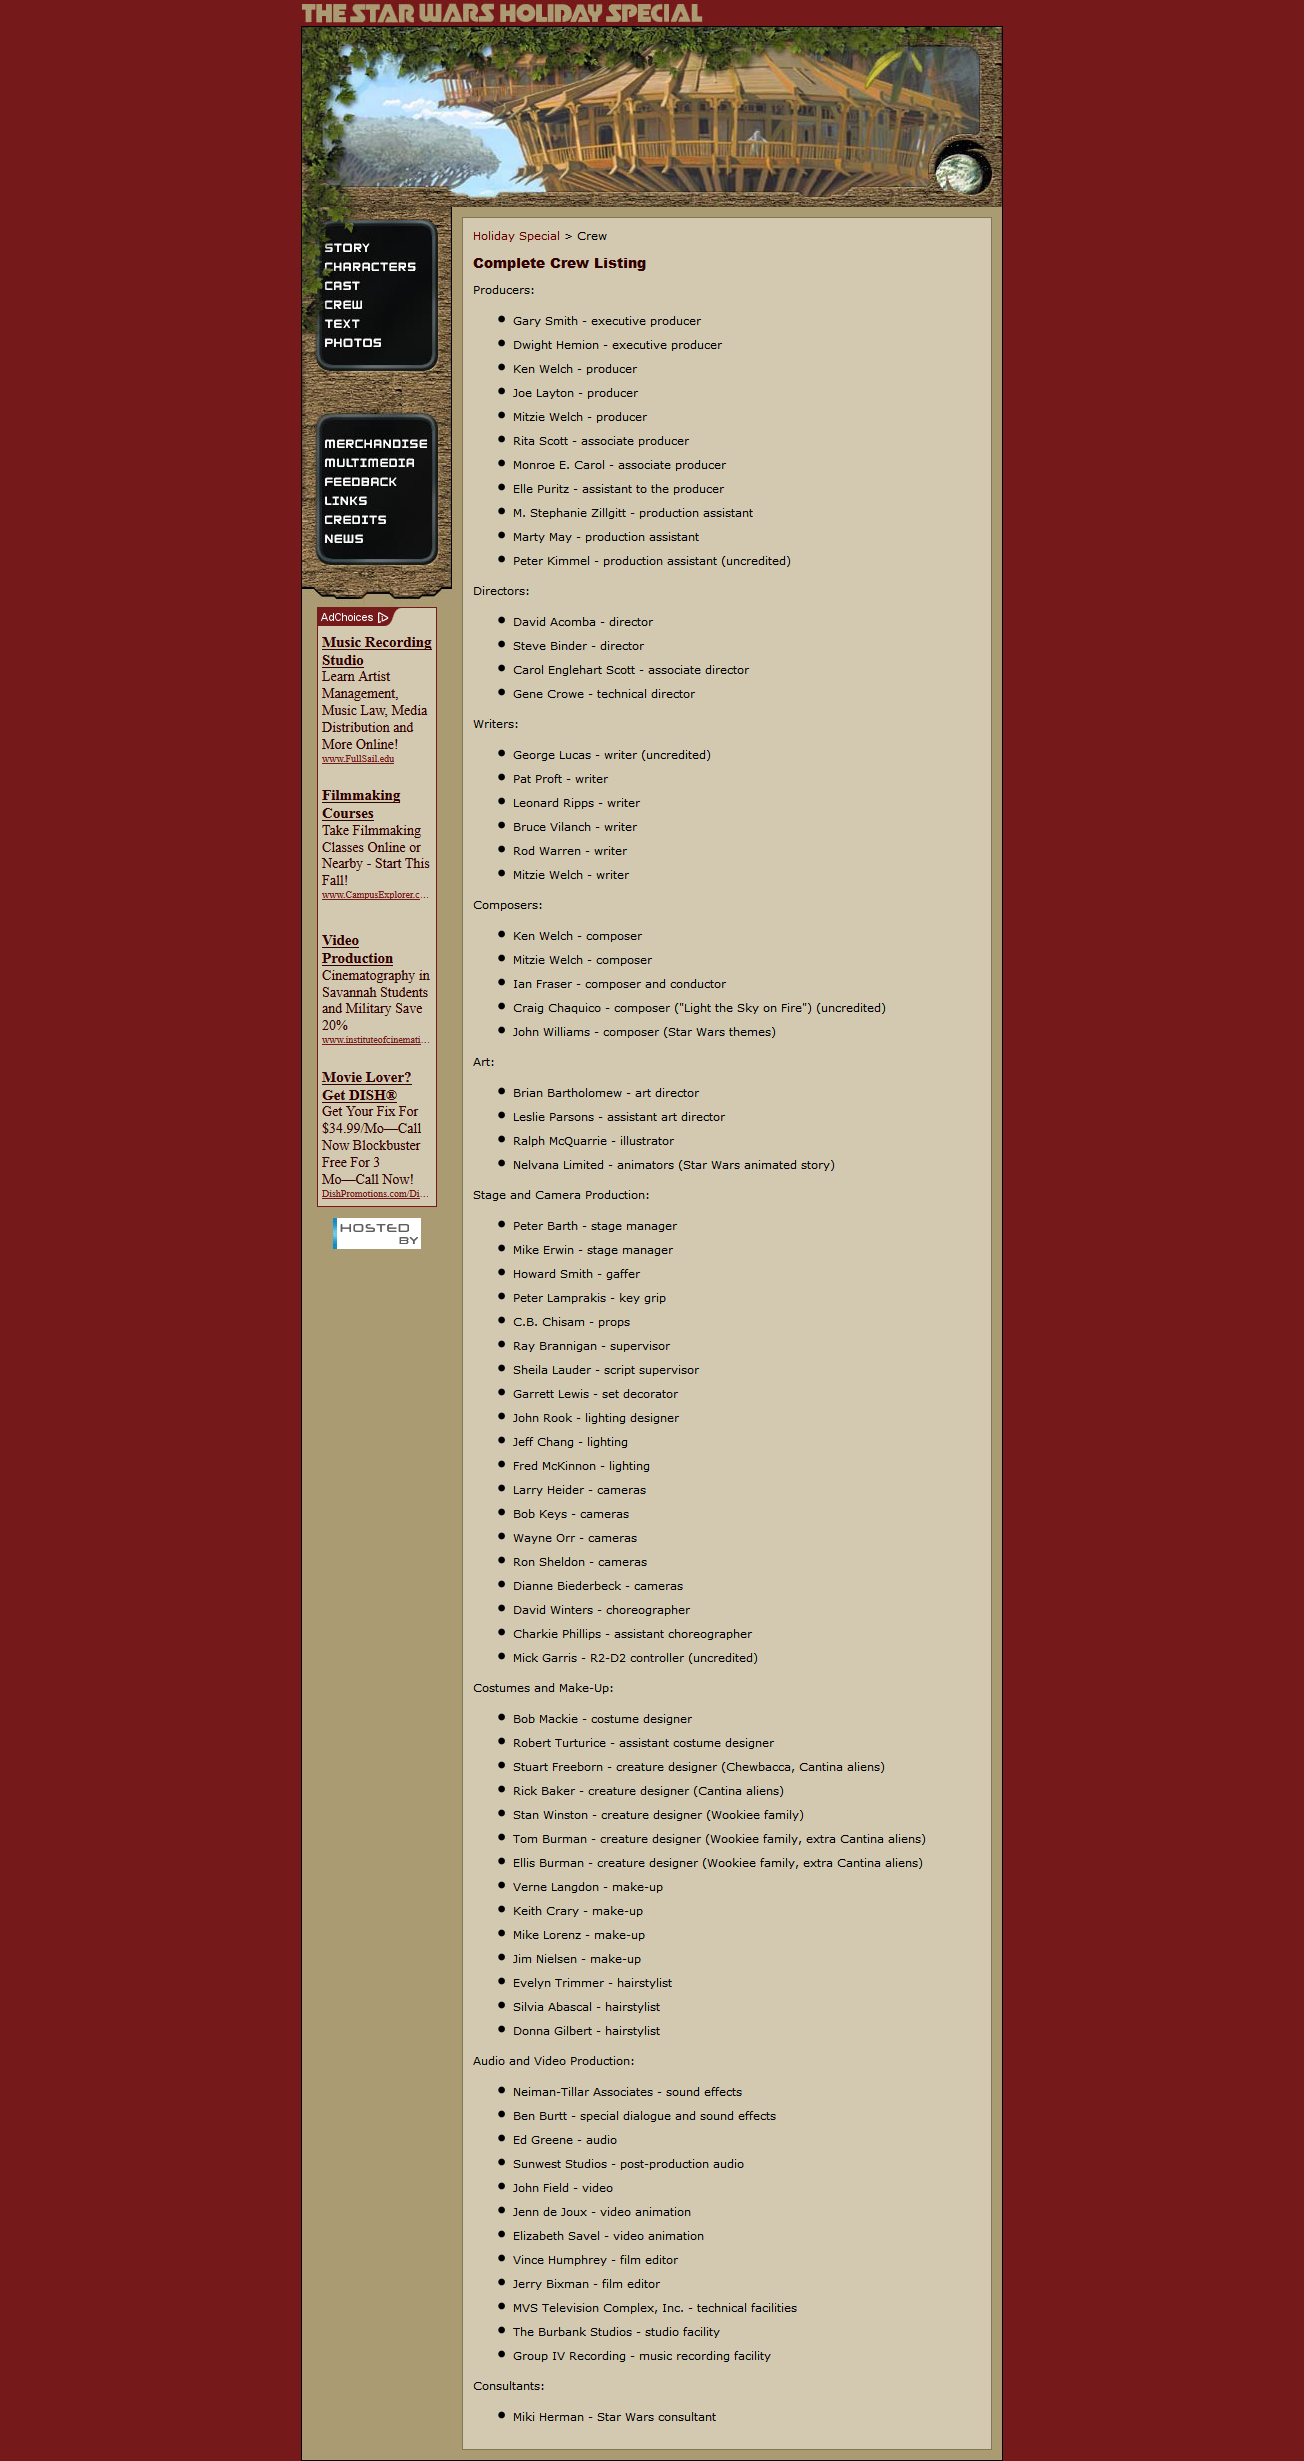 THE STAR WARS HOLIDAY SPECIAL
STORY
CHARACTERS
CAST
CREW
TEXT
PHOTOS
MERCHANDISE
MULTIMEDIA
FEEDBACK
LINKS
CREDITS
NEWS
AdChoices
Music Recording
Studio
Learn Artist
Management,
Music Law, Media
Distribution and
More Online!
www.FullSail.edu
Filmmaking
Courses
Take Filmmaking
Classes Online or
Nearby - Start This
Fall!
www.CampusExplorer.c...
Video
Production
Cinematography in
Savannah Students
and Military Save
20%
www.instituteofcinemati...
Movie Lover?
Get DISH®
Get Your Fix For
$34.99/Mo—Call
Now Blockbuster
Free For 3
Mo—Call Now!
DishPromotions.com/Di...
HOSTED
BY
Holiday Special > Crew
Complete Crew Listing
Producers:
Gary Smith - executive producer
Dwight Hemion - executive producer
Ken Welch - producer
Joe Layton - producer
Mitzie Welch - producer
Rita Scott - associate producer
Monroe E. Carol - associate producer
Elle Puritz - assistant to the producer
M. Stephanie Zillgitt - production assistant
Marty May - production assistant
Peter Kimmel - production assistant (uncredited)
Directors:
David Acomba - director
Steve Binder - director
Carol Englehart Scott - associate director
Gene Crowe - technical director
Writers:
George Lucas - writer (uncredited)
Pat Proft - writer
Leonard Ripps - writer
Bruce Vilanch - writer
Rod Warren - writer
Mitzie Welch - writer
Composers:
Ken Welch - composer
Mitzie Welch - composer
Ian Fraser - composer and conductor
Craig Chaquico - composer ("Light the Sky on Fire") (uncredited)
John Williams - composer (Star Wars themes)
Art:
Brian Bartholomew - art director
Leslie Parsons - assistant art director
Ralph McQuarrie - illustrator
Nelvana Limited - animators (Star Wars animated story)
Stage and Camera Production:
Peter Barth - stage manager
Mike Erwin - stage manager
Howard Smith - gaffer
Peter Lamprakis - key grip
C.B. Chisam - props
Ray Brannigan - supervisor
Sheila Lauder - script supervisor
Garrett Lewis - set decorator
John Rook - lighting designer
Jeff Chang - lighting
Fred McKinnon - lighting
Larry Heider - cameras
Bob Keys - cameras
Wayne Orr - cameras
Ron Sheldon - cameras
Dianne Biederbeck - cameras
David Winters - choreographer
Charkie Phillips - assistant choreographer
Mick Garris - R2-D2 controller (uncredited)
Costumes and Make-Up:
Bob Mackie - costume designer
Robert Turturice - assistant costume designer
Stuart Freeborn - creature designer (Chewbacca, Cantina aliens)
Rick Baker - creature designer (Cantina aliens)
Stan Winston - creature designer (Wookiee family)
Tom Burman - creature designer (Wookiee family, extra Cantina aliens)
Ellis Burman - creature designer (Wookiee family, extra Cantina aliens)
Verne Langdon - make-up
Keith Crary - make-up
Mike Lorenz - make-up
Jim Nielsen - make-up
Evelyn Trimmer - hairstylist
Silvia Abascal - hairstylist
Donna Gilbert - hairstylist
Audio and Video Production:
Neiman-Tillar Associates - sound effects
Ben Burtt - special dialogue and sound effects
Ed Greene - audio
Sunwest Studios - post-production audio
John Field - video
Jenn de Joux - video animation
Elizabeth Savel - video animation
Vince Humphrey - film editor
Jerry Bixman - film editor
MVS Television Complex, Inc. - technical facilities
The Burbank Studios - studio facility
Group IV Recording - music recording facility
Consultants:
Miki Herman - Star Wars consultant